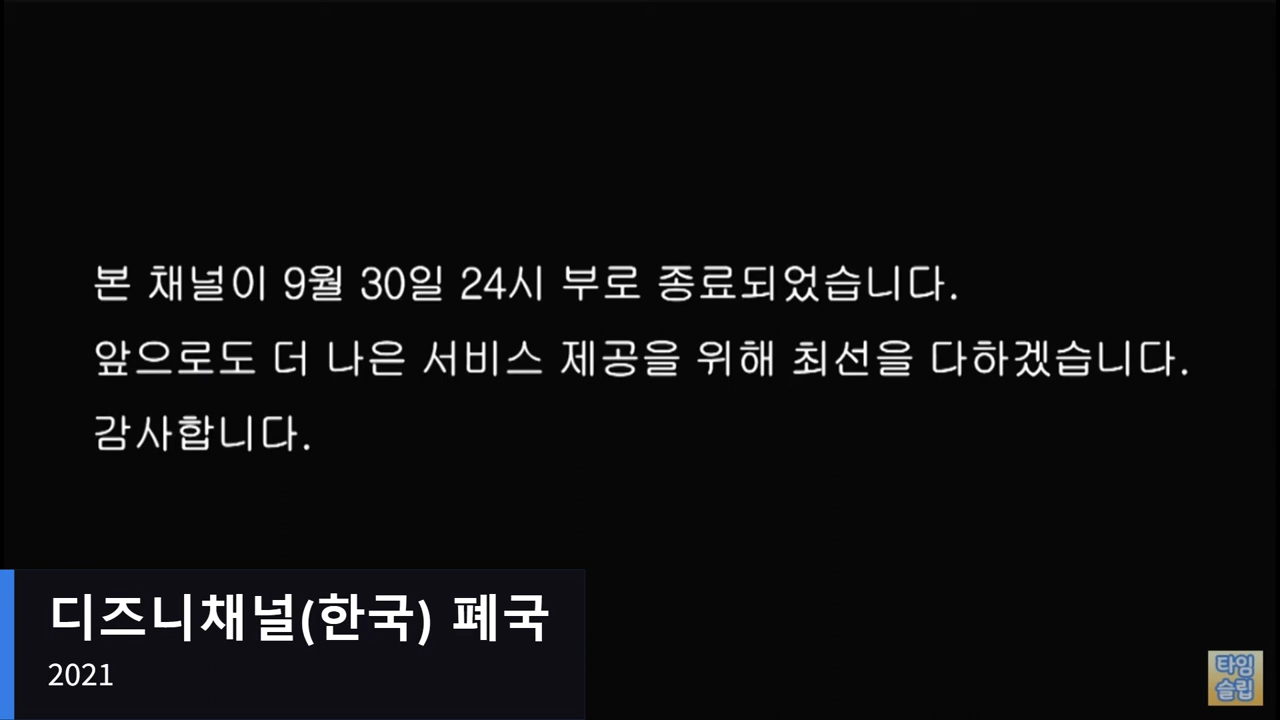 본 채널이 9월 30일 24시 부로 종료되었습니다.
앞으로도 더 나은 서비스 제공을 위해 최선을 다하겠습니다.
감사합니다.
디즈니채널(한국) 폐국
2021
타임
슬립